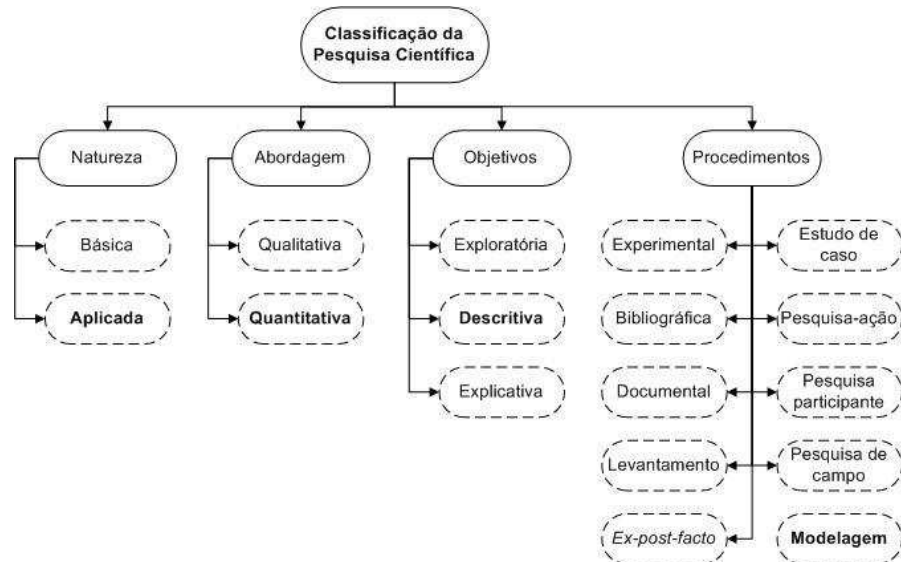 Classificação da
Pesquisa Científica
Natureza
Abordagem
Objetivos
Procedimentos
Básica
Qualitativa
Exploratória
Experimental
Estudo de
caso
Aplicada
Quantitativa
Descritiva
Bibliográfica
Pesquisa-ação
Explicativa
Documental
Pesquisa
participante
Levantamento
Pesquisa de
campo
Ex-post-facto
Modelagem